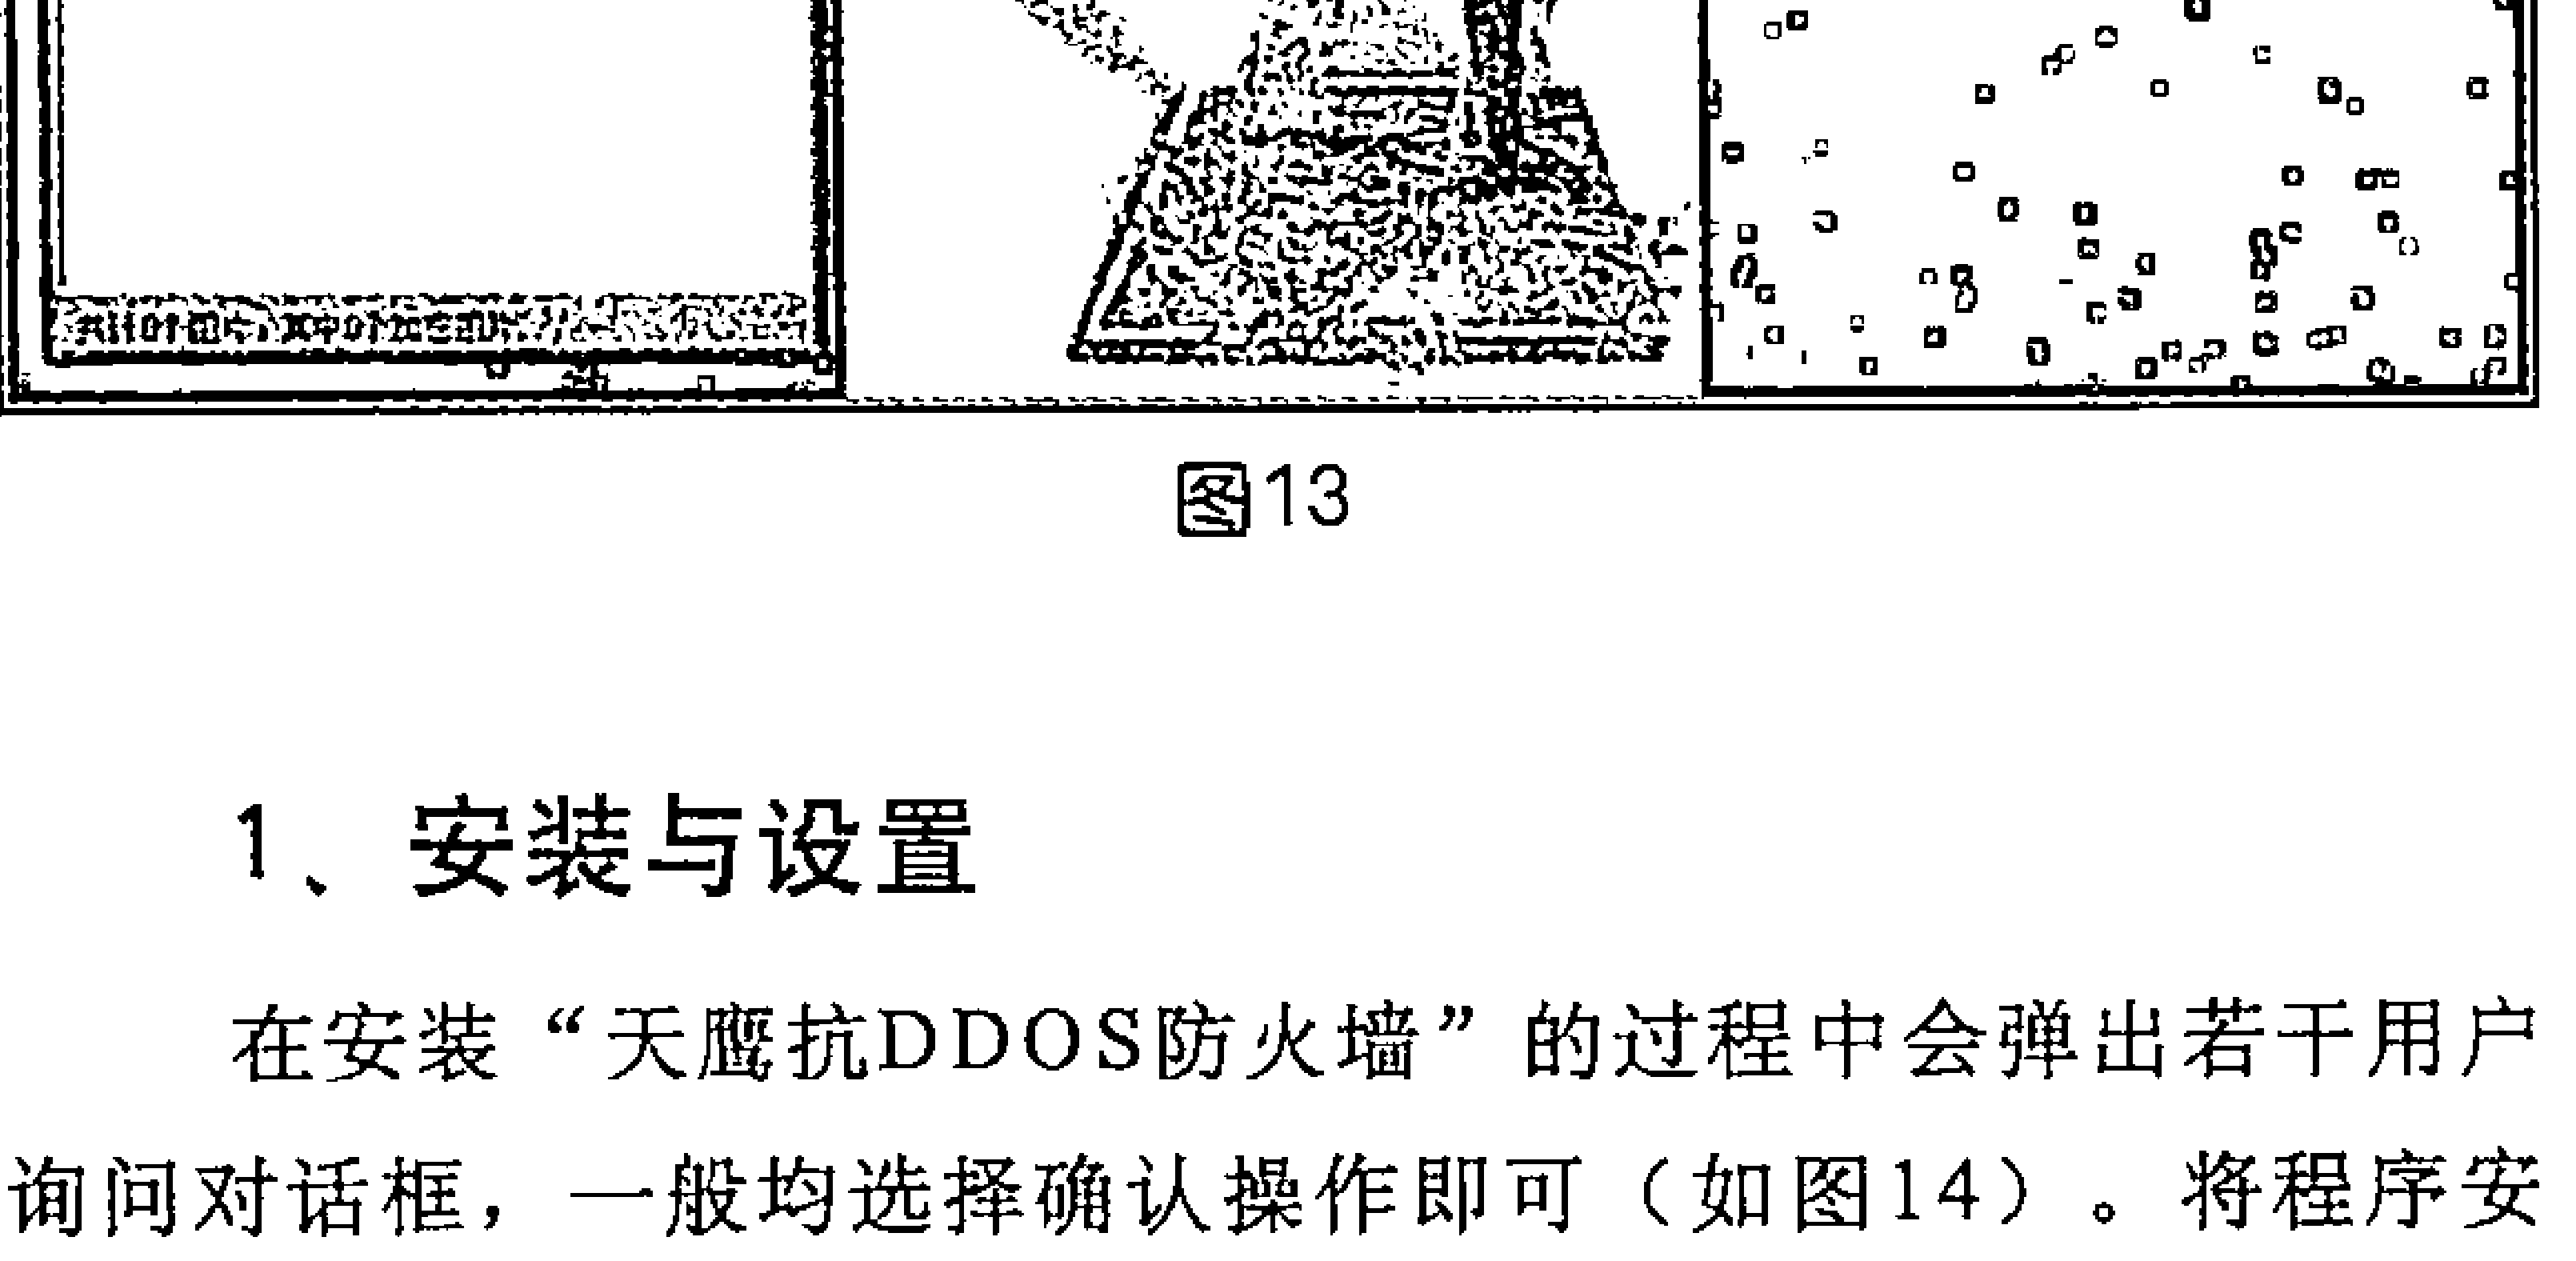 图13
1、安装与设置
在安装“天鹰抗DDOS防火墙”的过程中会弹出若干用户
询问对话框，一般均选择确认操作即可（如图14）。将程序安